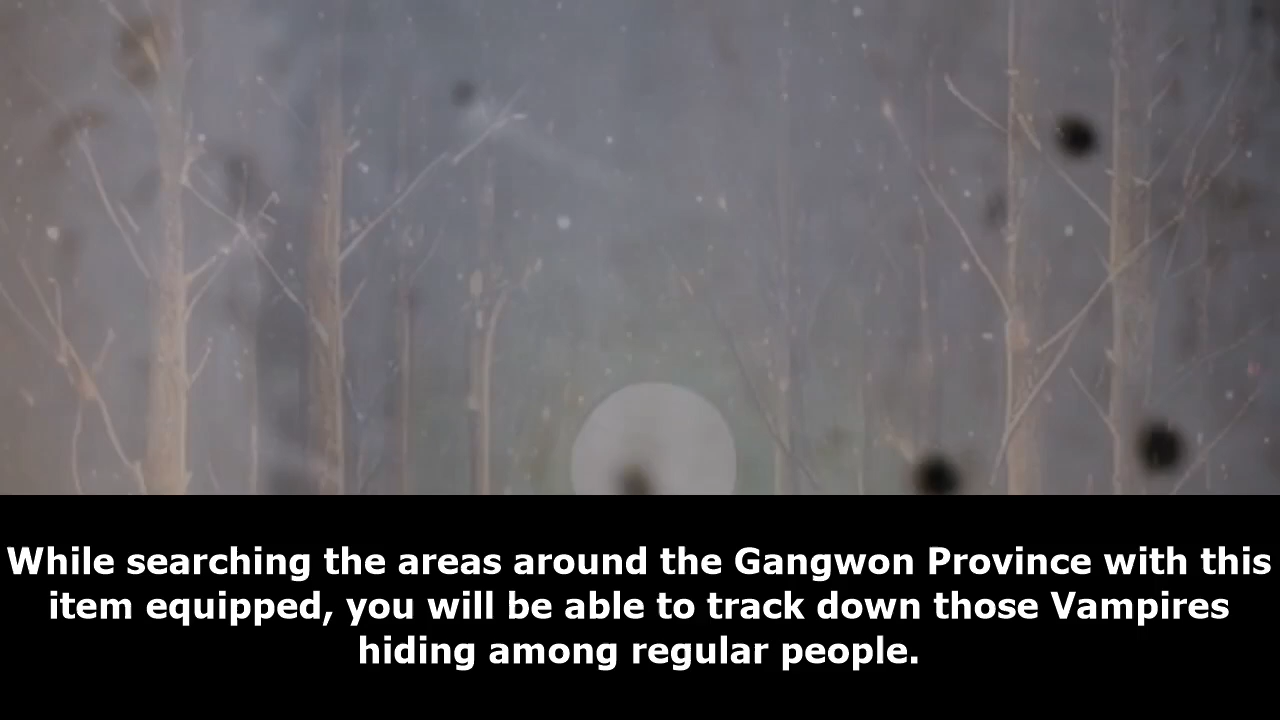 While searching the areas around the Gangwon Province with this
item equipped, you will be able to track down those Vampires
hiding among regular people.